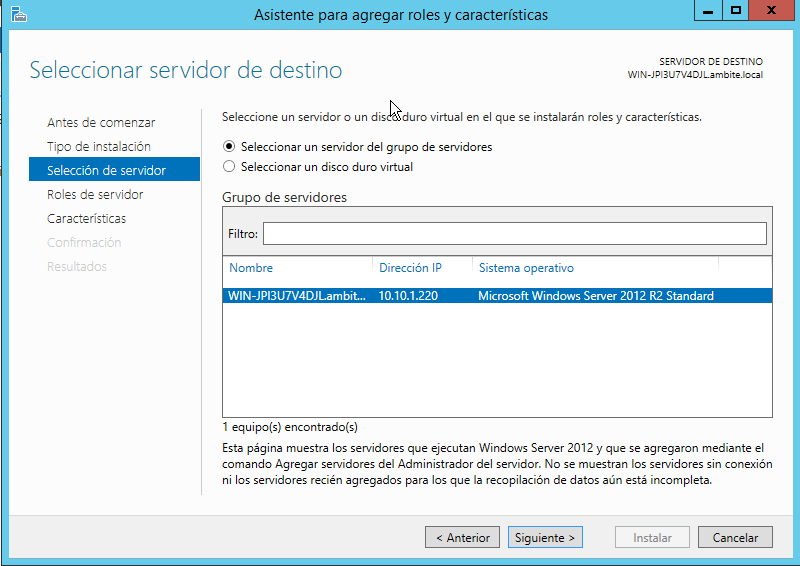 Asistente para agregar roles y características
Seleccionar servidor de destino
SERVIDOR DE DESTINO
WIN-JPI3U7V4DJL.ambite.local
Antes de comenzar
Tipo de instalación
Selección de servidor
Roles de servidor
Características
Confirmación
Resultados
Seleccione un servidor o un disco duro virtual en el que se instalarán roles y características.
Seleccionar un servidor del grupo de servidores
Seleccionar un disco duro virtual
Grupo de servidores
Filtro:
Nombre Dirección IP Sistema operativo
WIN-JPI3U7V4DJL.ambit... 10.10.1.220 Microsoft Windows Server 2012 R2 Standard
1 equipo(s) encontrado(s)
Esta página muestra los servidores que ejecutan Windows Server 2012 y que se agregaron mediante el
comando Agregar servidores del Administrador del servidor. No se muestran los servidores sin conexión
ni los servidores recién agregados para los que la recopilación de datos aún está incompleta.
< Anterior Siguiente > Instalar Cancelar